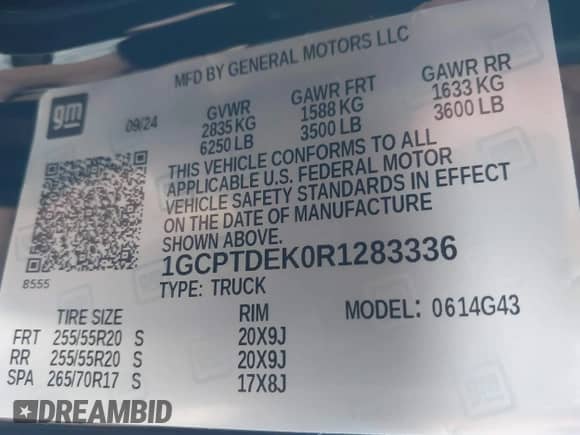 MFD BY GENERAL MOTORS LLC
gm
09/24
GVWR
2835 KG
6250 LB
GAWR FRT
1588 KG
3500 LB
GAWR RR
1633 KG
3600 LB
THIS VEHICLE CONFORMS TO ALL
APPLICABLE U.S. FEDERAL MOTOR
VEHICLE SAFETY STANDARDS IN EFFECT
ON THE DATE OF MANUFACTURE
SHOWN ABOVE.
8555
1GCPTDEK0R1283336
TYPE: TRUCK
MODEL: 0614G43
TIRE SIZE RIM
FRT 255/55R20 S 20X9J
RR 255/55R20 S 20X9J
SPA 265/70R17 S 17X8J
DREAMBID